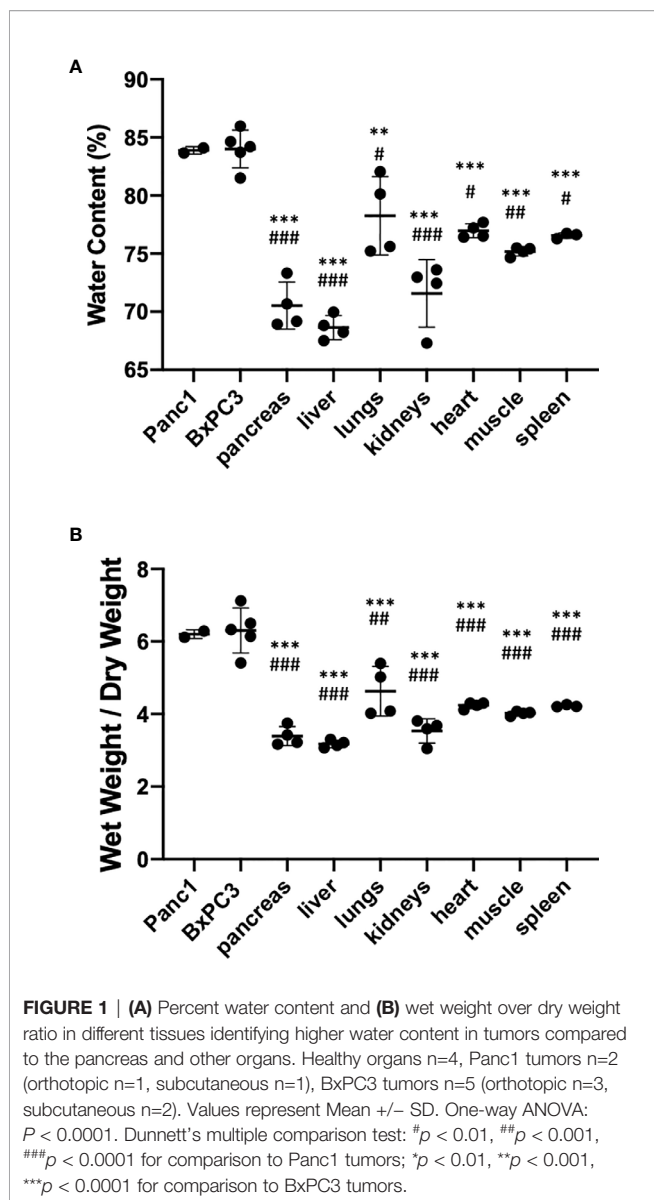 A
90
85
80
75
70
65
Water Content (%)
***
###
***
###
**
#
***
###
***
#
***
##
***
#
Panc1
BxPC3
pancreas
liver
lungs
kidneys
heart
muscle
spleen
B
8
6
4
2
0
Wet Weight / Dry Weight
***
###
***
###
***
##
***
###
***
###
***
###
***
###
Panc1
BxPC3
pancreas
liver
lungs
kidneys
heart
muscle
spleen
FIGURE 1 | (A) Percent water content and (B) wet weight over dry weight
ratio in different tissues identifying higher water content in tumors compared
to the pancreas and other organs. Healthy organs n=4, Panc1 tumors n=2
(orthotopic n=1, subcutaneous n=1), BxPC3 tumors n=5 (orthotopic n=3,
subcutaneous n=2). Values represent Mean +/− SD. One-way ANOVA:
P < 0.0001. Dunnett’s multiple comparison test: #p < 0.01, ##p < 0.001,
###p < 0.0001 for comparison to Panc1 tumors; *p < 0.01, **p < 0.001,
***p < 0.0001 for comparison to BxPC3 tumors.